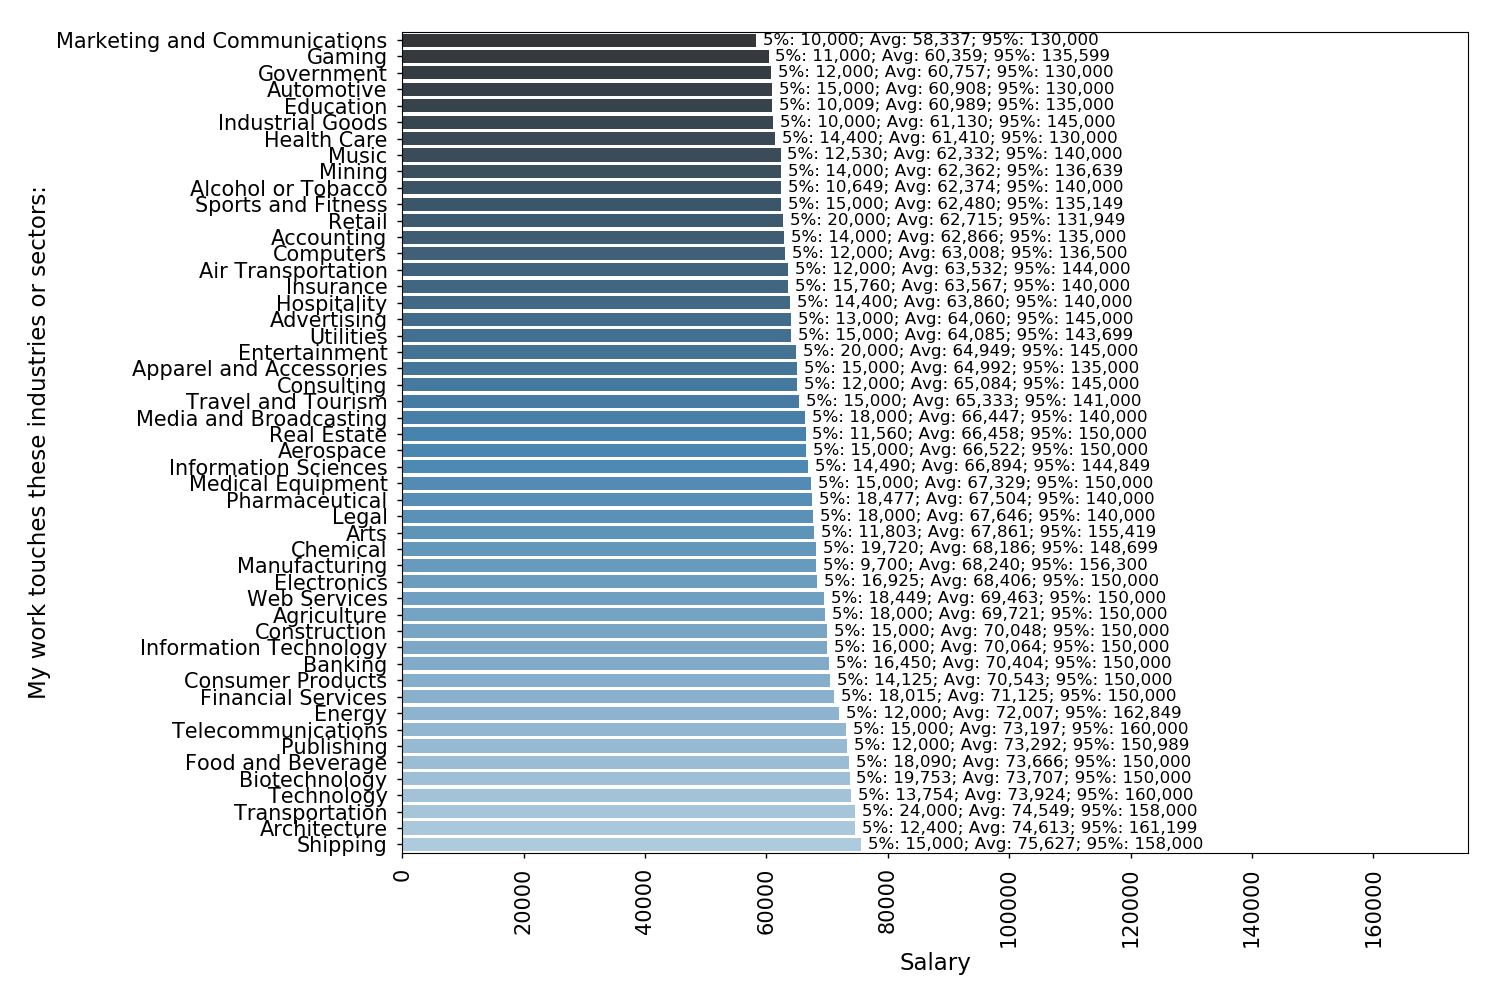 My work touches these industries or sectors:
Marketing and Communications 5%: 10,000; Avg: 58,337; 95%: 130,000
Gaming 5%: 11,000; Avg: 60,359; 95%: 135,599
Government 5%: 12,000; Avg: 60,757; 95%: 130,000
Automotive 5%: 15,000; Avg: 60,908; 95%: 130,000
Education 5%: 10,009; Avg: 60,989; 95%: 135,000
Industrial Goods 5%: 10,000; Avg: 61,130; 95%: 145,000
Health Care 5%: 14,400; Avg: 61,410; 95%: 130,000
Music 5%: 12,530; Avg: 62,332; 95%: 140,000
Mining 5%: 14,000; Avg: 62,362; 95%: 136,639
Alcohol or Tobacco 5%: 10,649; Avg: 62,374; 95%: 140,000
Sports and Fitness 5%: 15,000; Avg: 62,480; 95%: 135,149
Retail 5%: 20,000; Avg: 62,715; 95%: 131,949
Accounting 5%: 14,000; Avg: 62,866; 95%: 135,000
Computers 5%: 12,000; Avg: 63,008; 95%: 136,500
Air Transportation 5%: 12,000; Avg: 63,532; 95%: 144,000
Insurance 5%: 15,760; Avg: 63,567; 95%: 140,000
Hospitality 5%: 14,400; Avg: 63,860; 95%: 140,000
Advertising 5%: 13,000; Avg: 64,060; 95%: 145,000
Utilities 5%: 15,000; Avg: 64,085; 95%: 143,699
Entertainment 5%: 20,000; Avg: 64,949; 95%: 145,000
Apparel and Accessories 5%: 15,000; Avg: 64,992; 95%: 135,000
Consulting 5%: 12,000; Avg: 65,084; 95%: 145,000
Travel and Tourism 5%: 15,000; Avg: 65,333; 95%: 141,000
Media and Broadcasting 5%: 18,000; Avg: 66,447; 95%: 140,000
Real Estate 5%: 11,560; Avg: 66,458; 95%: 150,000
Aerospace 5%: 15,000; Avg: 66,522; 95%: 150,000
Information Sciences 5%: 14,490; Avg: 66,894; 95%: 144,849
Medical Equipment 5%: 15,000; Avg: 67,329; 95%: 150,000
Pharmaceutical 5%: 18,477; Avg: 67,504; 95%: 140,000
Legal 5%: 18,000; Avg: 67,646; 95%: 140,000
Arts 5%: 11,803; Avg: 67,861; 95%: 155,419
Chemical 5%: 19,720; Avg: 68,186; 95%: 148,699
Manufacturing 5%: 9,700; Avg: 68,240; 95%: 156,300
Electronics 5%: 16,925; Avg: 68,406; 95%: 150,000
Web Services 5%: 18,449; Avg: 69,463; 95%: 150,000
Agriculture 5%: 18,000; Avg: 69,721; 95%: 150,000
Construction 5%: 15,000; Avg: 70,048; 95%: 150,000
Information Technology 5%: 16,000; Avg: 70,064; 95%: 150,000
Banking 5%: 16,450; Avg: 70,404; 95%: 150,000
Consumer Products 5%: 14,125; Avg: 70,543; 95%: 150,000
Financial Services 5%: 18,015; Avg: 71,125; 95%: 150,000
Energy 5%: 12,000; Avg: 72,007; 95%: 162,849
Telecommunications 5%: 15,000; Avg: 73,197; 95%: 160,000
Publishing 5%: 12,000; Avg: 73,292; 95%: 150,989
Food and Beverage 5%: 18,090; Avg: 73,666; 95%: 150,000
Biotechnology 5%: 19,753; Avg: 73,707; 95%: 150,000
Technology 5%: 13,754; Avg: 73,924; 95%: 160,000
Transportation 5%: 24,000; Avg: 74,549; 95%: 158,000
Architecture 5%: 12,400; Avg: 74,613; 95%: 161,199
Shipping 5%: 15,000; Avg: 75,627; 95%: 158,000
0 20000 40000 60000 80000 100000 120000 140000 160000
Salary